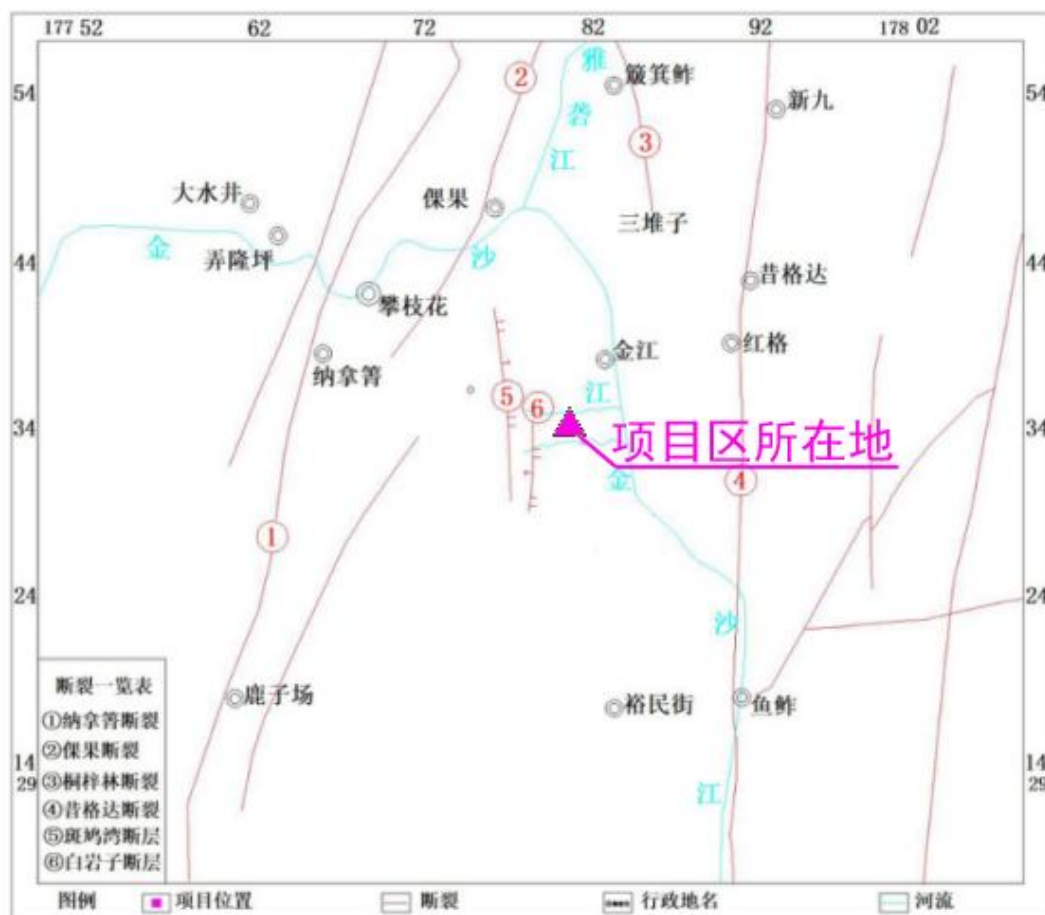 177 52 62 72 82 92 178 02
54 54
② 雅 簸箕鲊
新九
砻
③
江
大水井
倮果
三堆子
金 沙
弄隆坪
44 44
昔格达
攀枝花
金江 红格
纳拿箐
⑤ ⑥ 江
34 34
项目区所在地
金 ④
①
24 24
沙
断裂一览表
鹿子场 裕民街 鱼鲊
①纳拿箐断裂
②倮果断裂
14 14
29 29
③桐梓林断裂
江
④昔格达断裂
⑤斑鸠湾断层
⑥白岩子断层
图例 项目位置 断裂 行政地名 河流